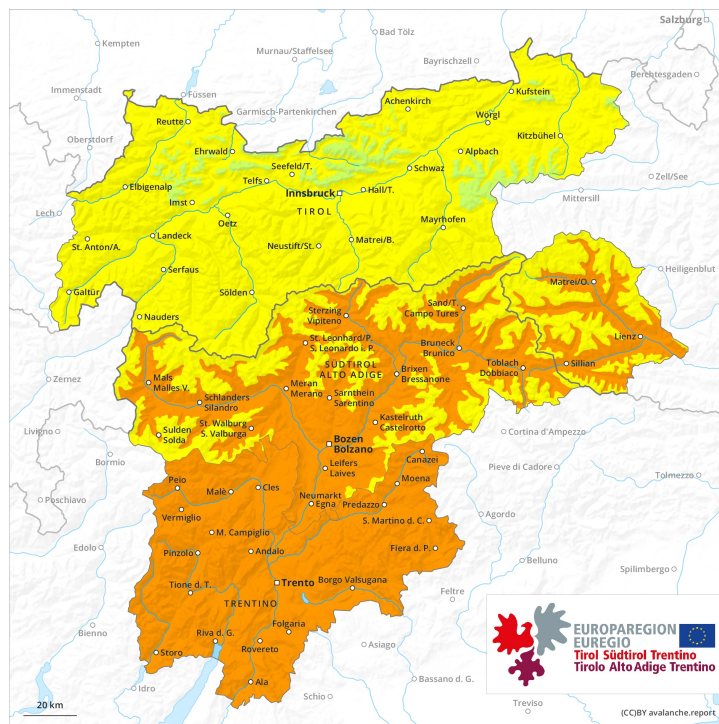 Salzburg
Bad Tölz
Kempten
Murnau/Staffelsee
Bayrischzell
Berchtesgaden
Immenstadt
Füssen
Garmisch-Partenkirchen
Achenkirch
Kufstein
Reutte
Wörgl
Oberstdorf
Ehrwald
Kitzbühel
Seefeld/T.
Alpbach
Telfs
Schwaz
Zell/See
Elbigenalp
Innsbruck
Hall/T.
Mittersill
Imst
TIROL
Lech
Oetz
Mayrhofen
St. Anton/A.
Landeck
Neustift/St.
Matrei/B.
Serfaus
Heiligenblut
Galtür
Sölden
Matrei/O.
Nauders
Sterzing
Vipiteno
Sand/T.
Campo Tures
Lienz
St. Leonhard/P.
S. Leonardo i. P.
Bruneck
Brunico
SÜDTIROL
ALTO ADIGE
Toblach
Dobbiaco
Sillian
Zernez
Mals
Malles V.
Meran
Merano
Brixen
Bressanone
Schlanders
Silandro
Sarnthein
Sarentino
Livigno
St. Walburg
S. Valburga
Kastelruth
Castelrotto
Sulden
Solda
Cortina d'Ampezzo
Bozen
Bolzano
Bormio
Canazei
Pieve di Cadore
Leifers
Laives
Tolmezzo
Peio
Malè
Cles
Moena
Poschiavo
Neumarkt
Egna
Predazzo
Vermiglio
Agordo
S. Martino d. C.
M. Campiglio
Edolo
Pinzolo
Andalo
Fiera d. P.
Belluno
Trento
Borgo Valsugana
Spilimbergo
Tione d. T.
Feltre
TRENTINO
Folgaria
Bieno
Riva d. G.
Rovereto
Asiago
Storo
Bassano d. G.
Idro
Ala
Schio
Treviso
EUROPAREGION
EUREGIO
Tirol Südtirol Trentino
Tirolo Alto Adige Trentino
20 km
(CC)BY avalanche.report